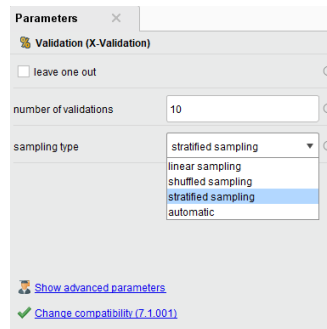 Parameters
Validation (X-Validation)
leave one out
number of validations 10
sampling type stratified sampling
linear sampling
shuffled sampling
stratified sampling
automatic
Show advanced parameters
Change compatibility (7.1.001)